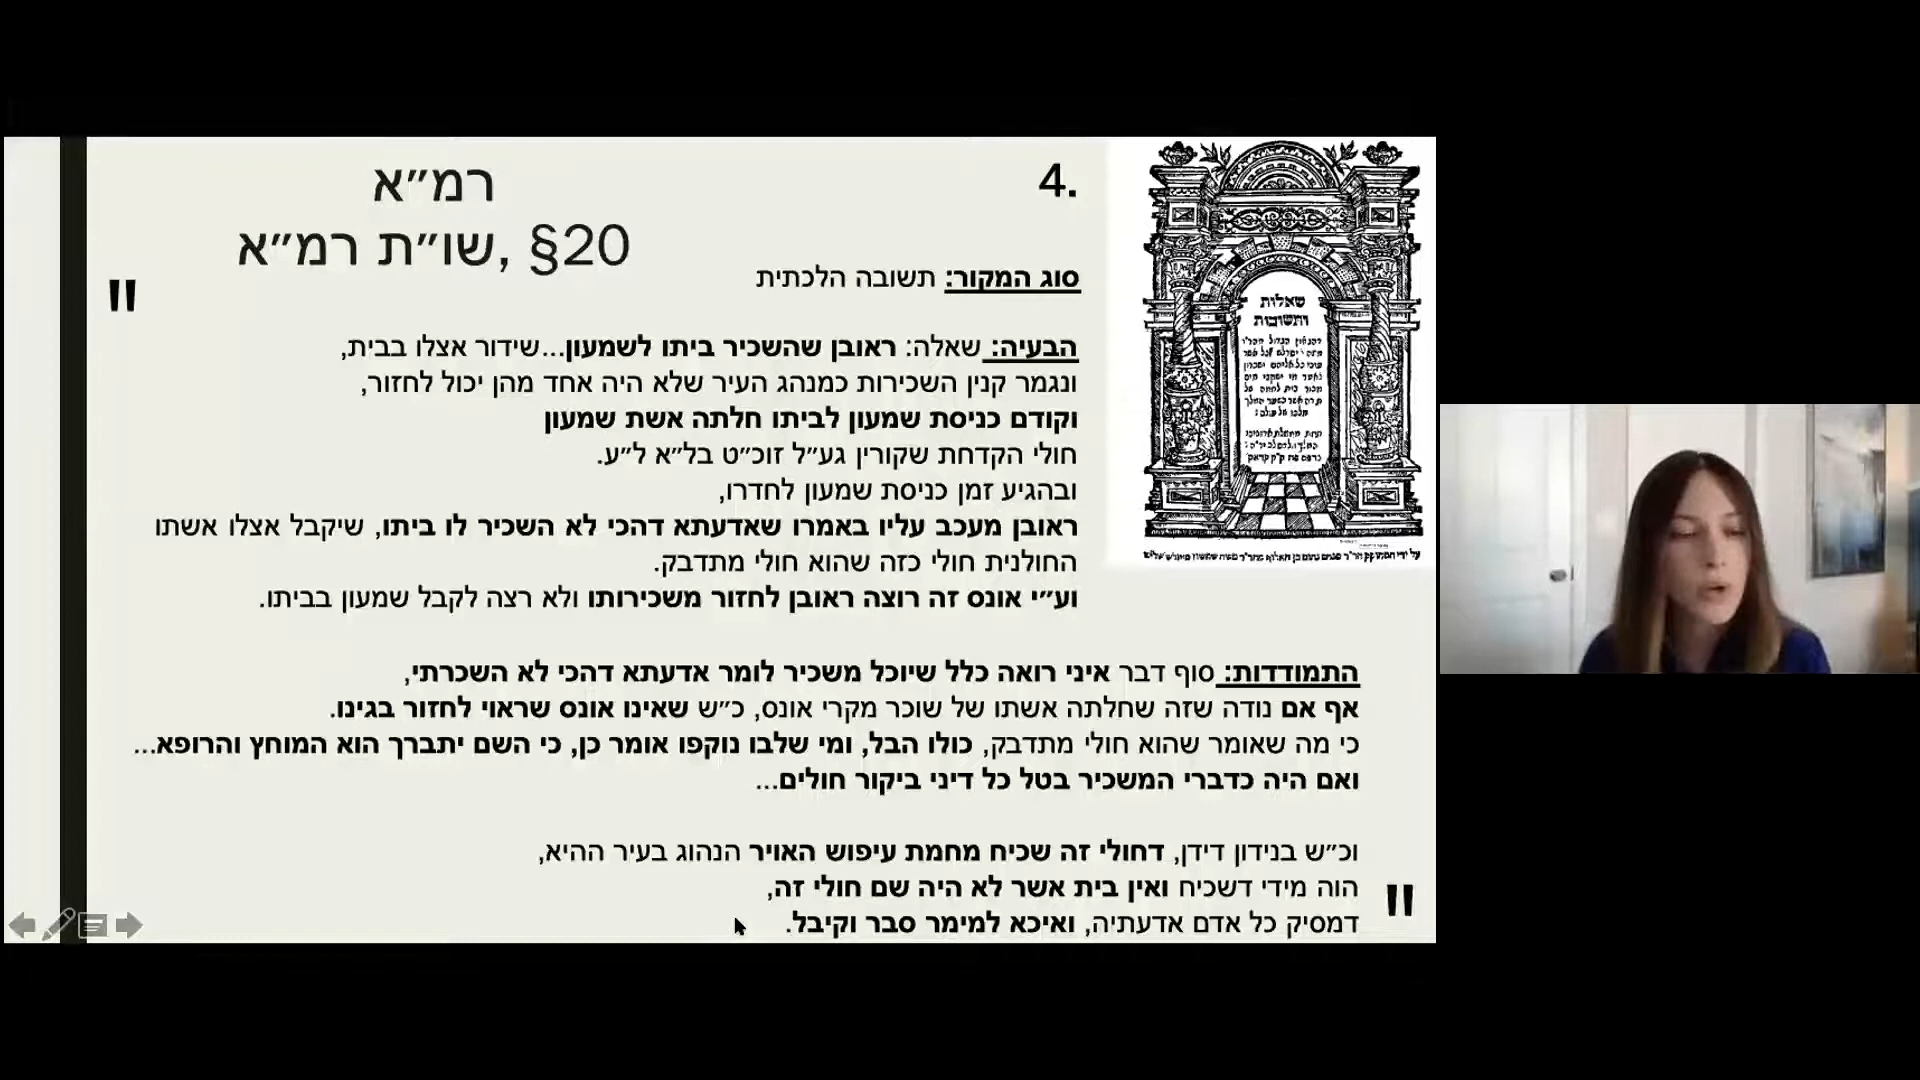 רמ״א
שו״ת רמ״א, §20
4.
"
סוג המקור: תשובה הלכתית
הבעיה: שאלה: ראובן שהשכיר ביתו לשמעון...שידור אצלו בבית,
ונגמר קנין השכירות כמנהג העיר שלא היה אחד מהן יכול לחזור,
וקודם כניסת שמעון לביתו חלתה אשת שמעון
חולי הקדחת שקורין גע״ל זוכ״ט בל״א ל״ע.
ובהגיע זמן כניסת שמעון לחדרו,
ראובן מעכב עליו באמרו שאדעתא דהכי לא השכיר לו ביתו, שיקבל אצלו אשתו
החולנית חולי כזה שהוא חולי מתדבק.
וע״י אונס זה רוצה ראובן לחזור משכירותו ולא רצה לקבל שמעון בביתו.
התמודדות: סוף דבר איני רואה כלל שיוכל משכיר לומר אדעתא דהכי לא השכרתי,
אף אם נודה שזה שחלתה אשתו של שוכר מקרי אונס, כ״ש שאינו אונס שראוי לחזור בגינו.
כי מה שאומר שהוא חולי מתדבק, כולו הבל, ומי שלבו נוקפו אומר כן, כי השם יתברך הוא המוחץ והרופא...
ואם היה כדברי המשכיר בטל כל דיני ביקור חולים...
וכ״ש בנידון דידן, דחולי זה שכיח מחמת עיפוש האויר הנהוג בעיר ההיא,
הוה מידי דשכיח ואין בית אשר לא היה שם חולי זה,
דמסיק כל אדם אדעתיה, ואיכא למימר סבר וקיבל.
"
שאלות
ותשובות